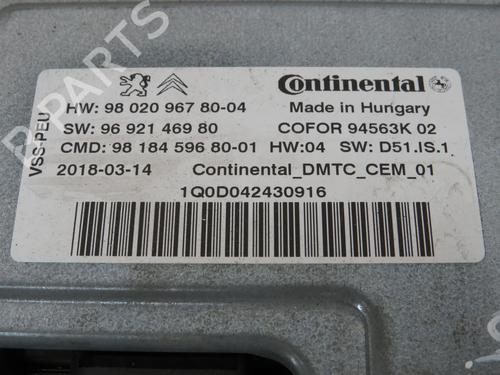 B-PARTS
Continental
HW: 98 020 967 80-04
Made in Hungary
SW: 96 921 469 80
COFOR 94563K 02
CMD: 98 184 596 80-01
HW:04 SW: D51.IS.1
VSS-PEU
2018-03-14
Continental_DMTC_CEM_01
1Q0D042430916